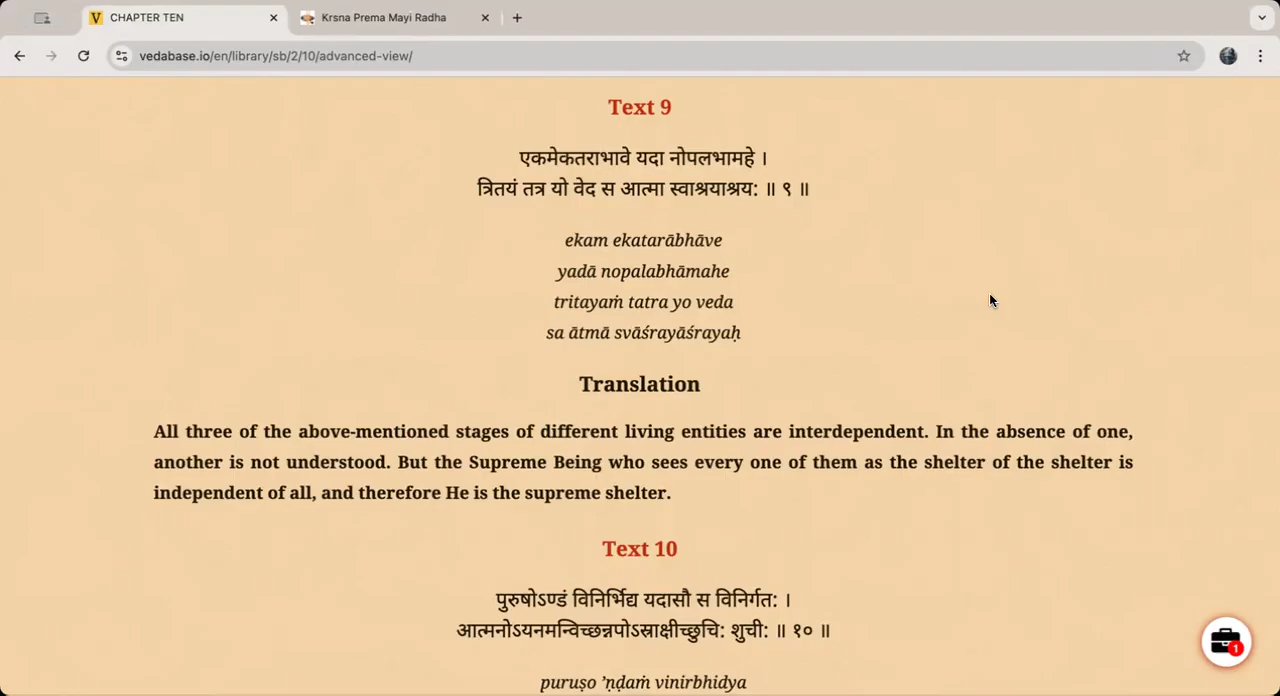 CHAPTER TEN
Krsna Prema Mayi Radha
vedabase.io/en/library/sb/2/10/advanced-view/
Text 9
एकमेकतराभावे यदा नोपलभामहे ।
त्रितयं तत्र यो वेद स आत्मा स्वाश्रयाश्रय: ॥ ९ ॥
ekam ekatarābhāve
yadā nopalabhāmahe
tritayaṁ tatra yo veda
sa ātmā svāśrayāśrayaḥ
Translation
All three of the above-mentioned stages of different living entities are interdependent. In the absence of one,
another is not understood. But the Supreme Being who sees every one of them as the shelter of the shelter is
independent of all, and therefore He is the supreme shelter.
Text 10
पुरुषोऽण्डं विनिर्भिद्य यदासौ स विनिर्गत: ।
आत्मनोऽयनमन्विच्छन्नपोऽस्राक्षीच्छुचि: शुची: ॥ १० ॥
puruṣo ’ṇḍaṁ vinirbhidya
1